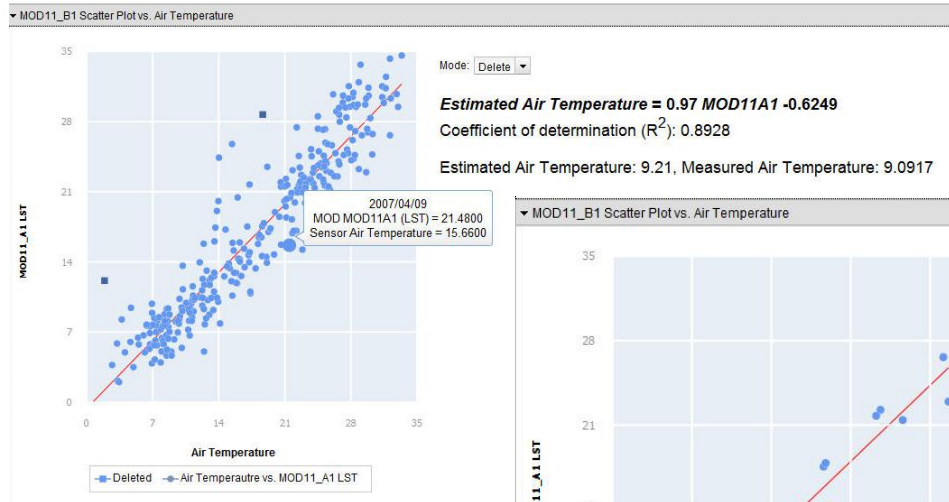 MOD11_B1 Scatter Plot vs. Air Temperature
35
28
21
14
7
0
0 7 14 21 28 35
MOD11_A1 LST
Air Temperature
Deleted Air Temperautre vs. MOD11_A1 LST
2007/04/09
MOD MOD11A1 (LST) = 21.4800
Sensor Air Temperature = 15.6600
Mode: Delete
Estimated Air Temperature = 0.97 MOD11A1 -0.6249
Coefficient of determination (R²): 0.8928
Estimated Air Temperature: 9.21, Measured Air Temperature: 9.0917
MOD11_B1 Scatter Plot vs. Air Temperature
35
28
21
11_A1 LST